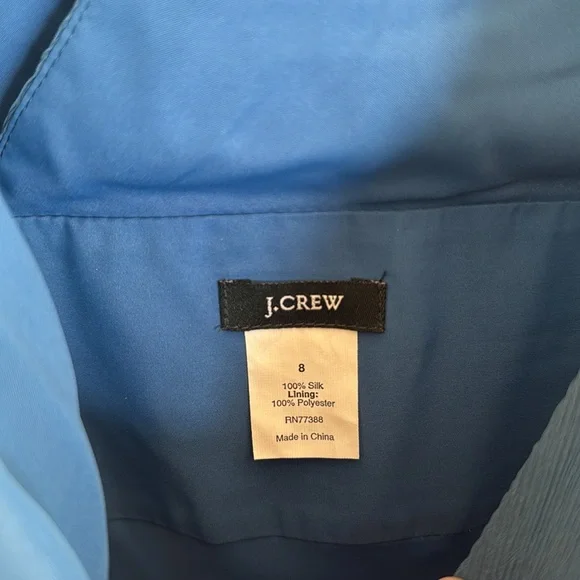 J.CREW
8
100% Silk
Lining:
100% Polyester
RN77388
Made in China